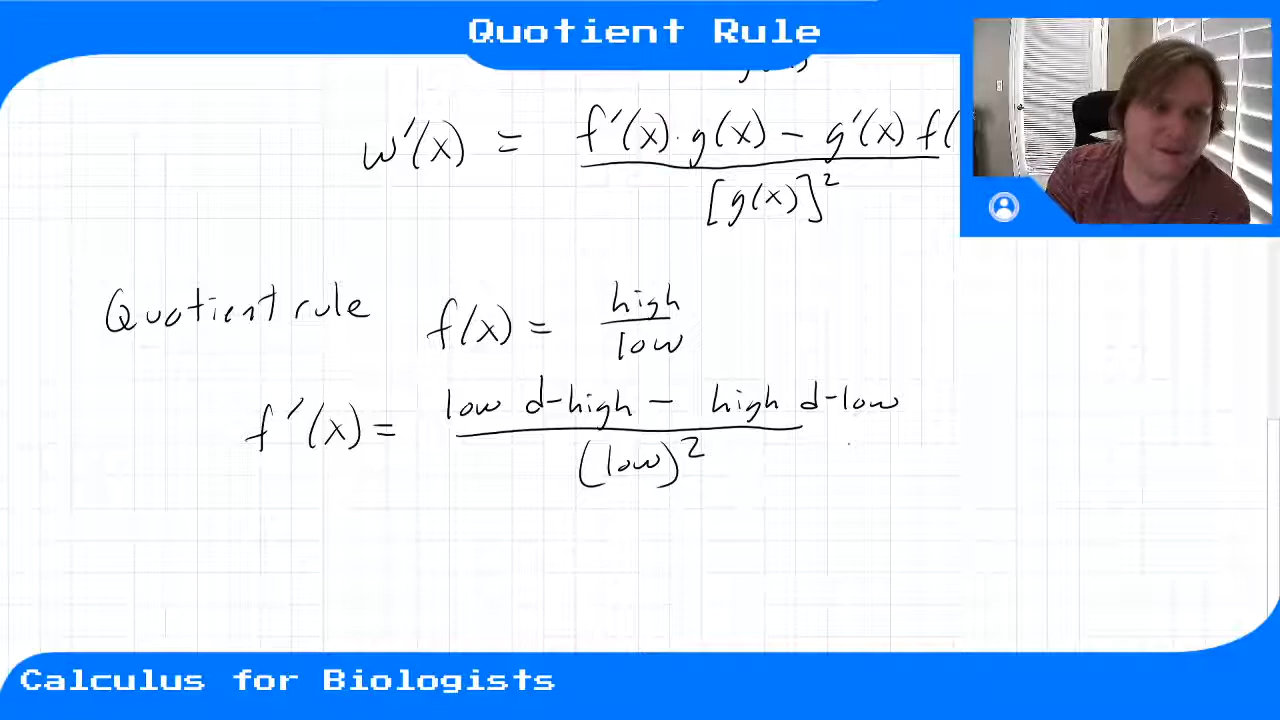 Quotient Rule
w'(x) = f'(x)·g(x) − g'(x) f(
[g(x)]²
Quotient rule f(x) = high
low
f'(x) = low d-high − high d-low
(low)²
Calculus for Biologists